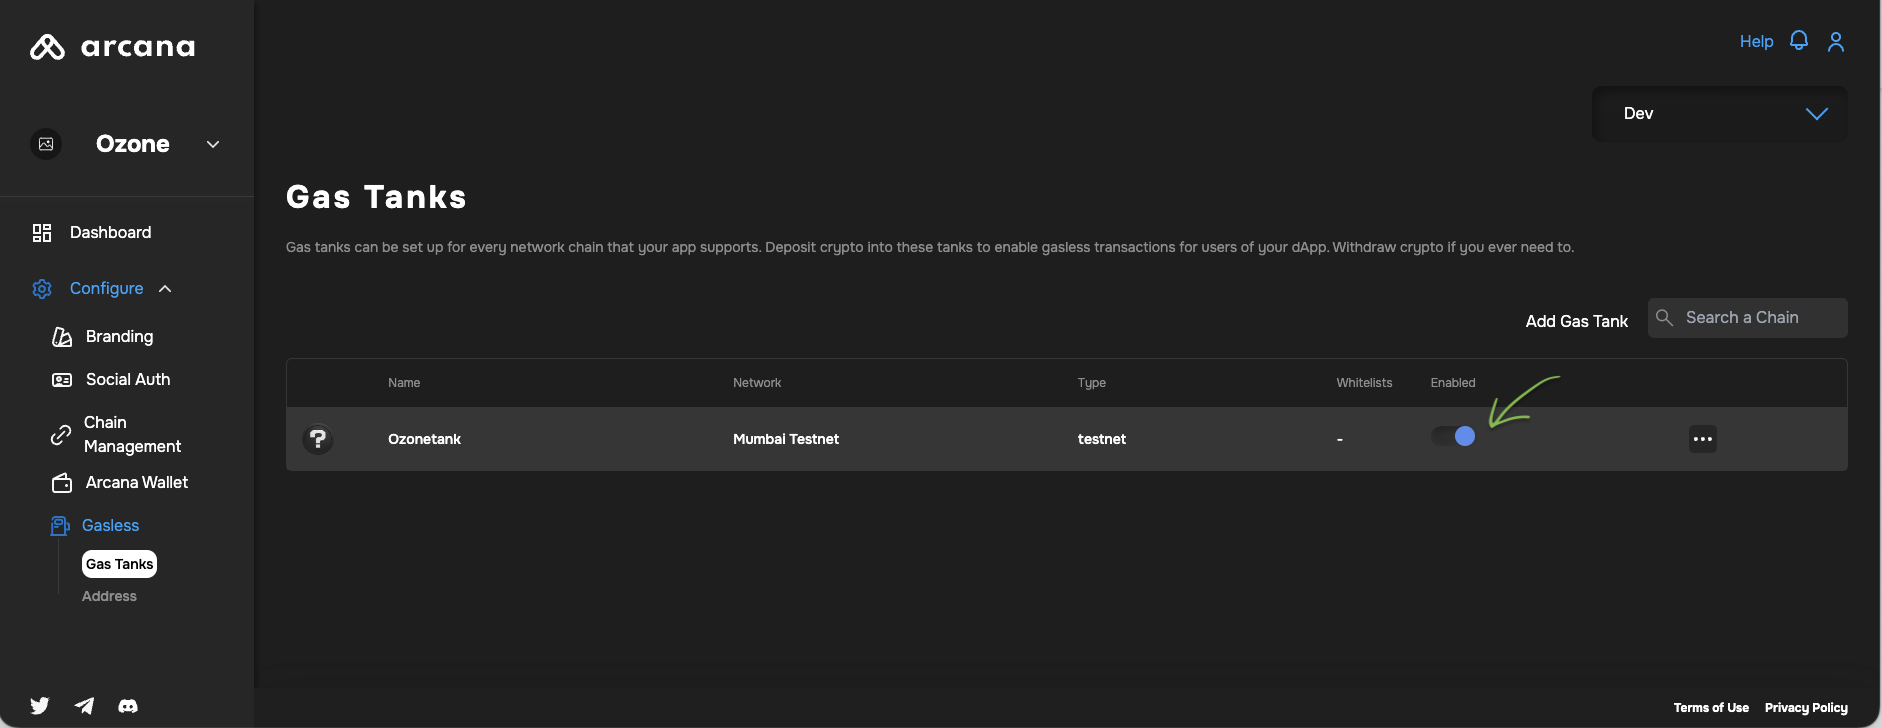 arcana
Help
Ozone
Dev
Gas Tanks
Gas tanks can be set up for every network chain that your app supports. Deposit crypto into these tanks to enable gasless transactions for users of your dApp. Withdraw crypto if you ever need to.
Dashboard
Configure
Branding
Social Auth
Chain
Management
Arcana Wallet
Gasless
Gas Tanks
Address
Add Gas Tank
Search a Chain
Name Network Type Whitelists Enabled
? Ozonetank Mumbai Testnet testnet -
Terms of Use Privacy Policy